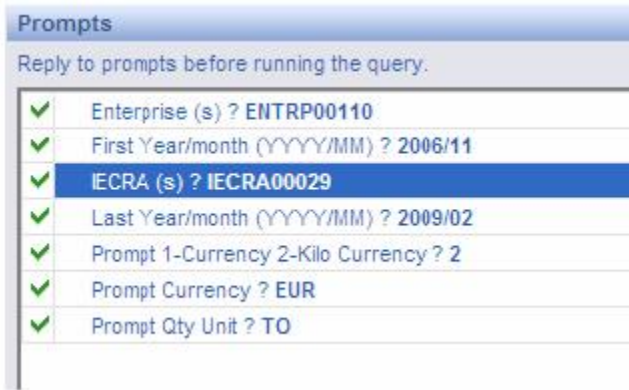 Prompts
Reply to prompts before running the query.
Enterprise (s) ? ENTRP00110
First Year/month (YYYY/MM) ? 2006/11
IECRA (s) ? IECRA00029
Last Year/month (YYYY/MM) ? 2009/02
Prompt 1-Currency 2-Kilo Currency ? 2
Prompt Currency ? EUR
Prompt Qty Unit ? TO